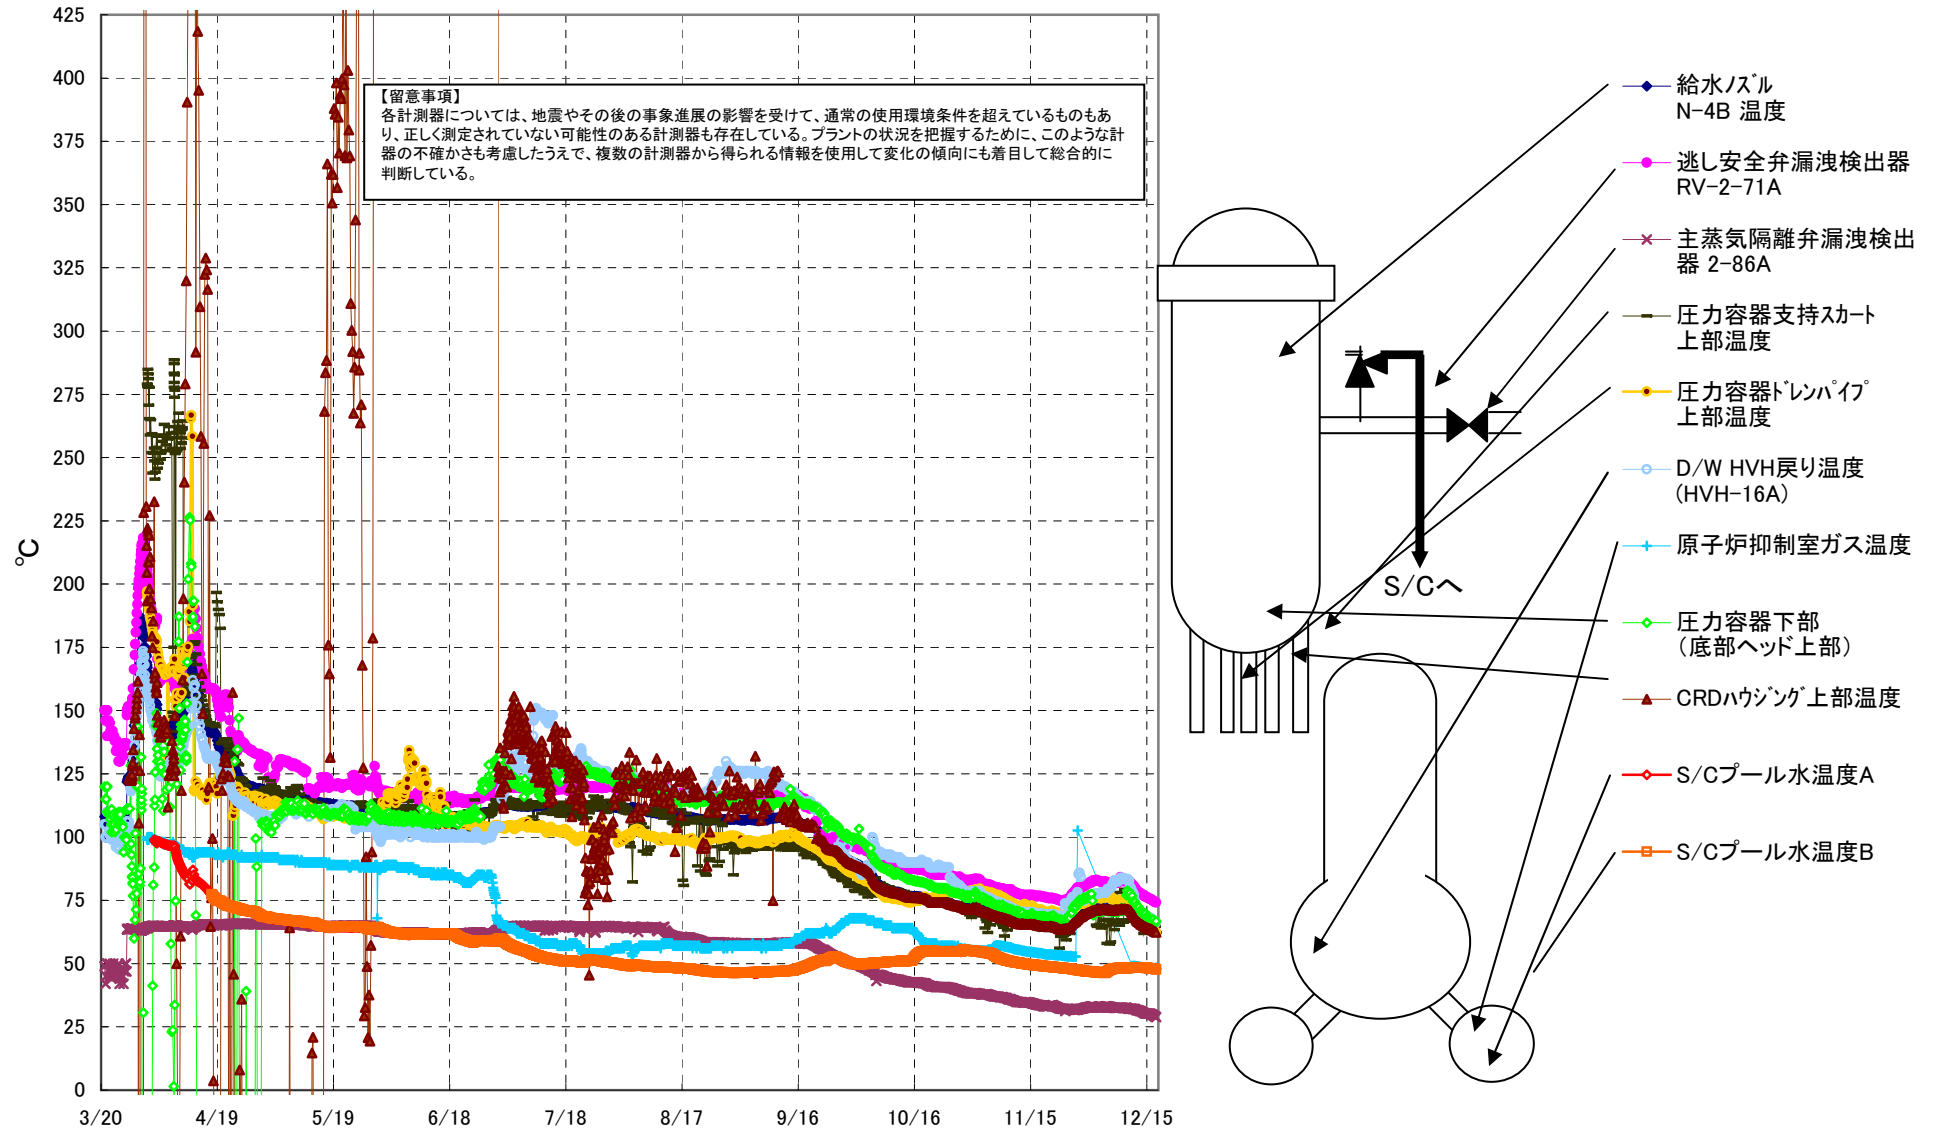 425
400
375
350
325
300
275
250
225
200
175
150
125
100
75
50
25
0
℃
3/20
4/19
5/19
6/18
7/18
8/17
9/16
10/16
11/15
12/15
【留意事項】
各計測器については、地震やその後の事象進展の影響を受けて、通常の使用環境条件を超えているものもあ
り、正しく測定されていない可能性のある計測器も存在している。プラントの状況を把握するために、このような計
器の不確かさも考慮したうえで、複数の計測器から得られる情報を使用して変化の傾向にも着目して総合的に
判断している。
S/Cへ
給水ﾉｽﾞﾙ
N-4B 温度
逃し安全弁漏洩検出器
RV-2-71A
主蒸気隔離弁漏洩検出
器 2-86A
圧力容器支持ｽｶｰﾄ
上部温度
圧力容器ﾄﾞﾚﾝﾊﾟｲﾌﾟ
上部温度
D/W HVH戻り温度
(HVH-16A)
原子炉抑制室ガス温度
圧力容器下部
（底部ヘッド上部）
CRDﾊｳｼﾞﾝｸﾞ上部温度
S/Cプール水温度A
S/Cプール水温度B